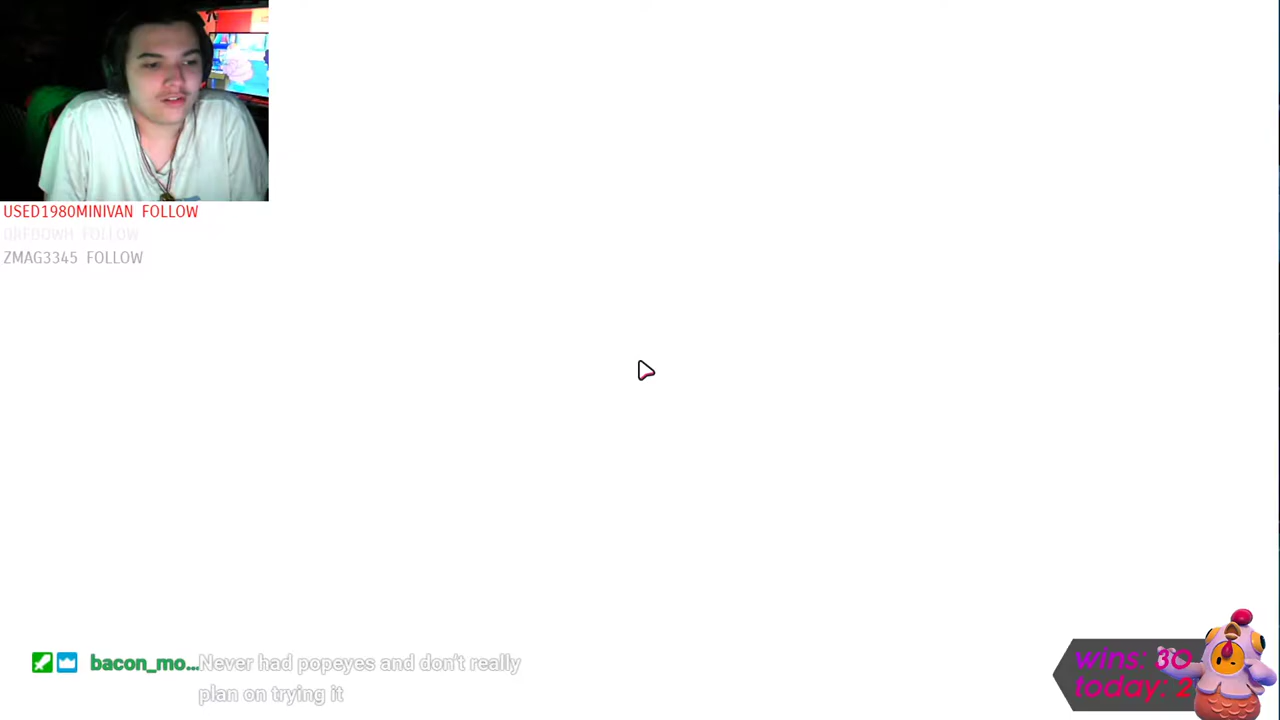 USED1980MINIVAN FOLLOW
FOLLOW
ZMAG3345 FOLLOW
bacon_mo... Never had popeyes and don't really
plan on trying it
wins: 30
today: 2